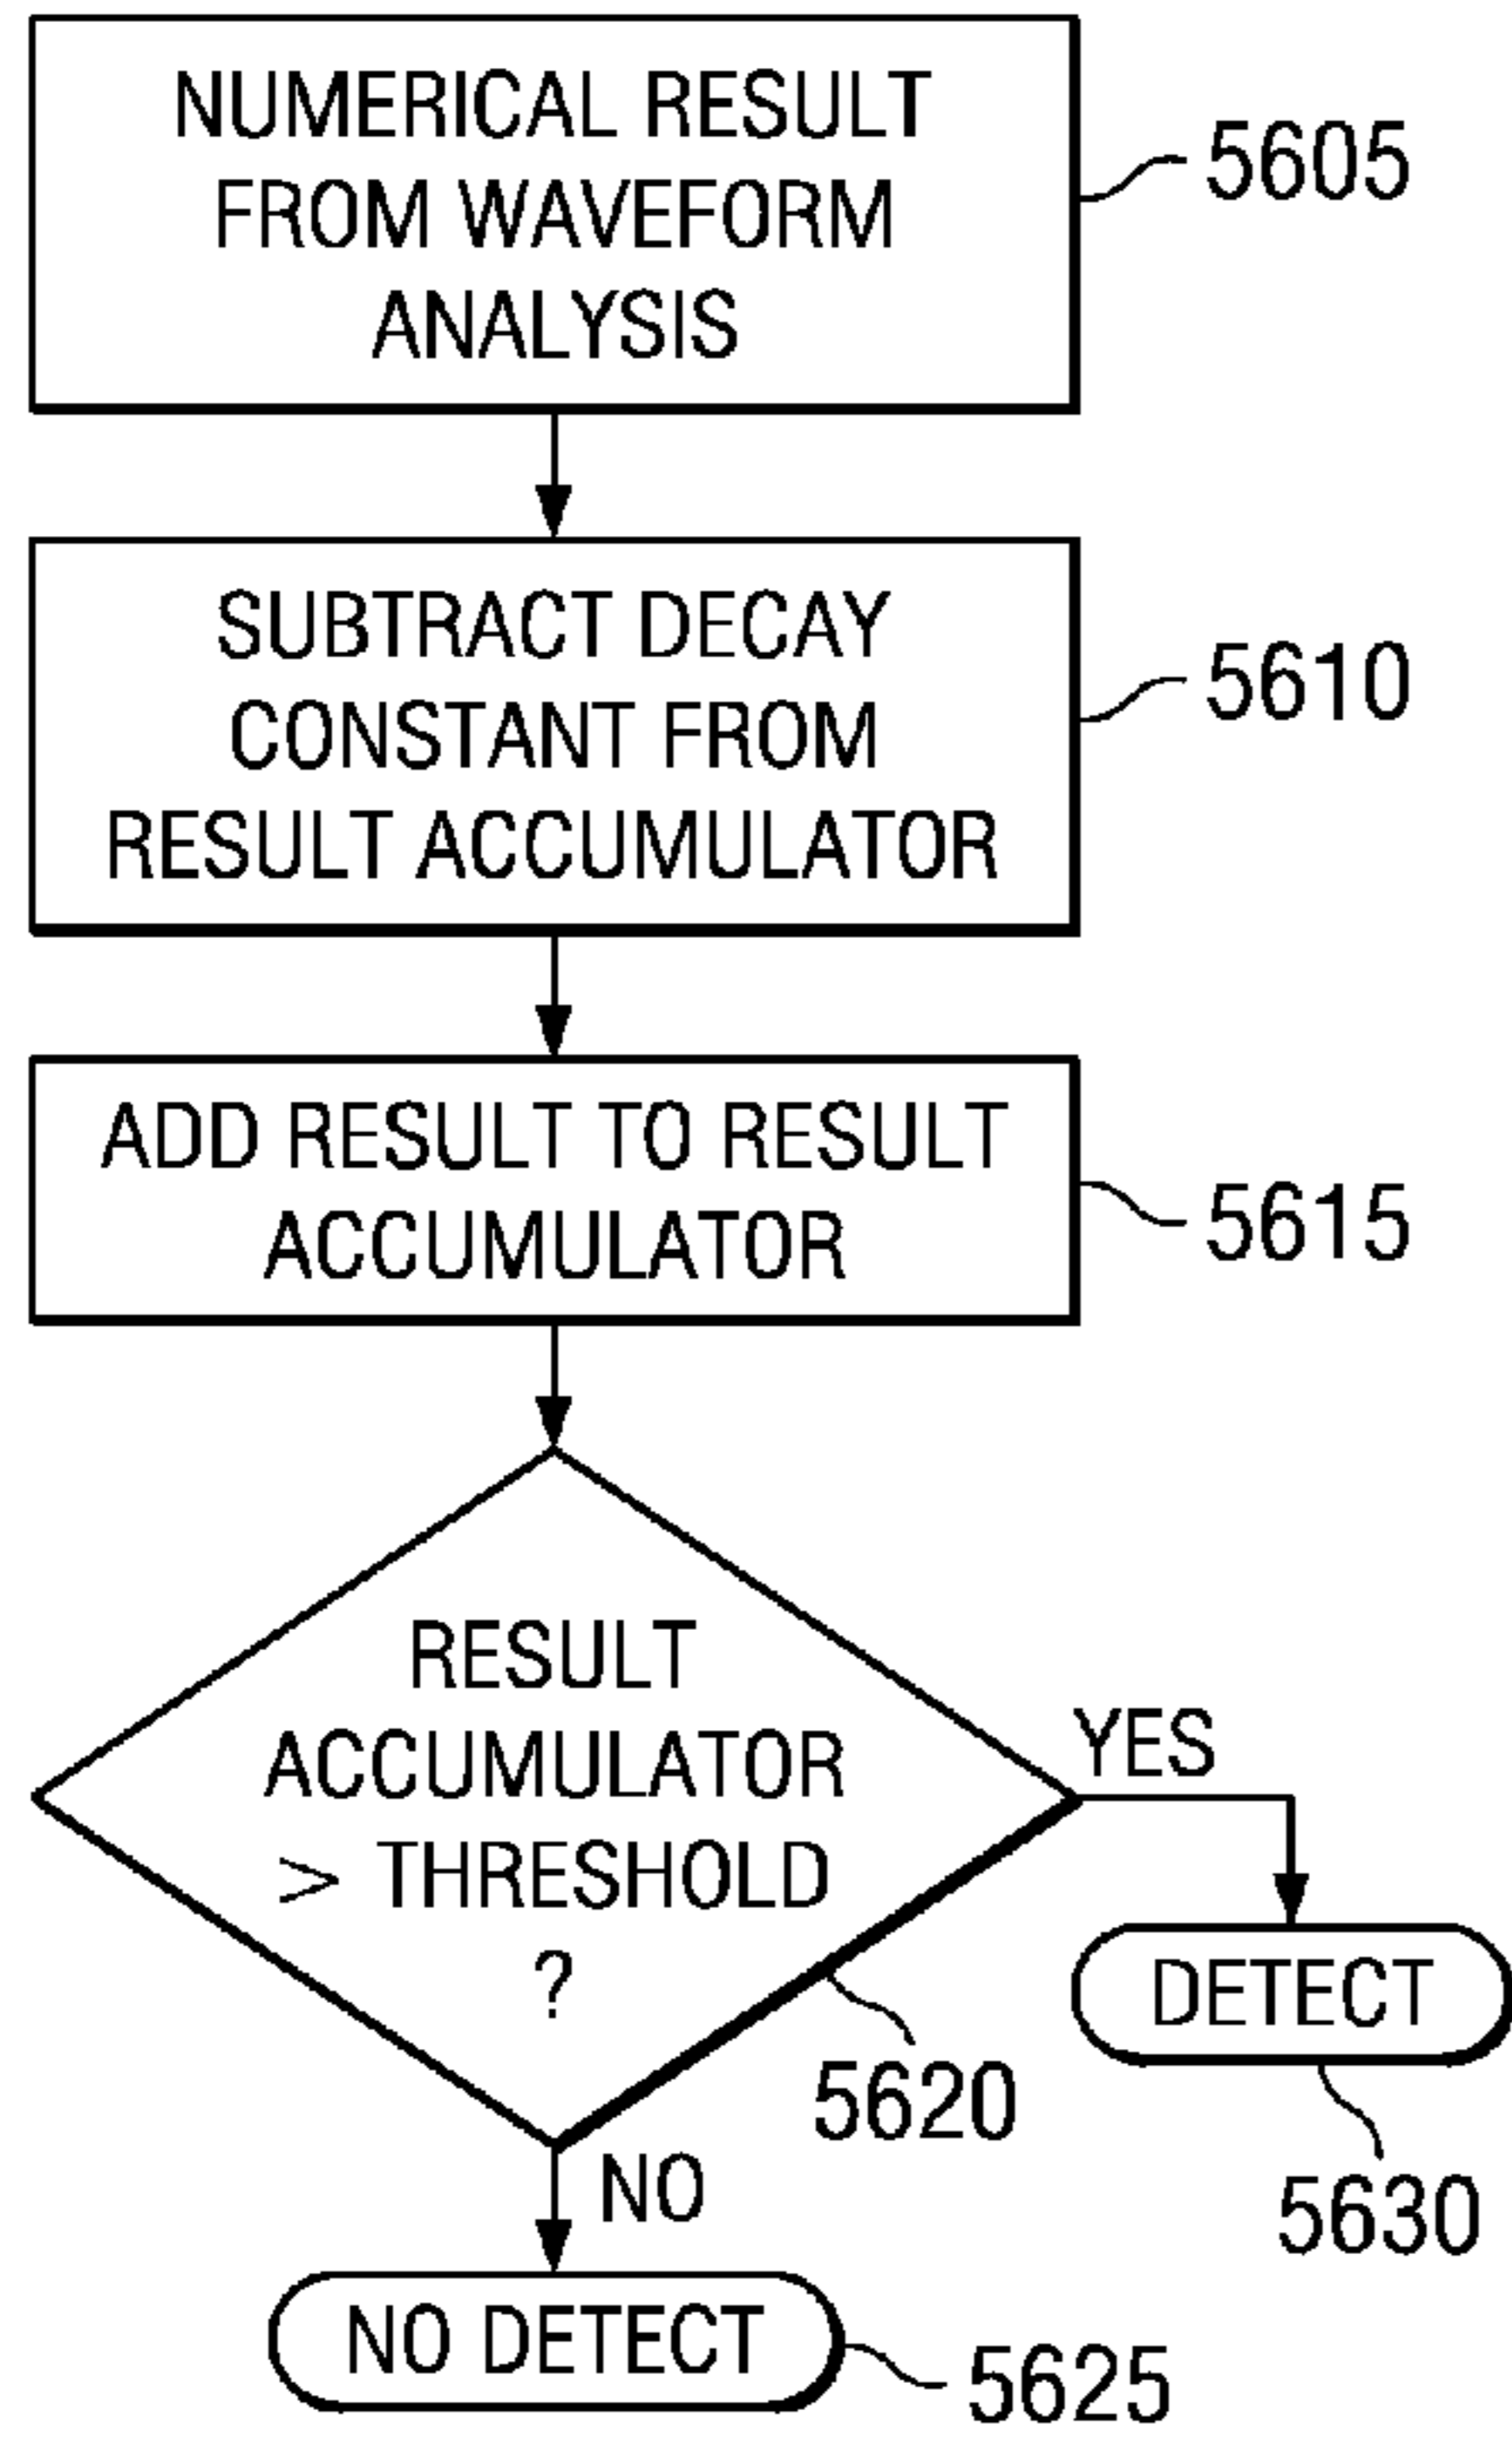 NUMERICAL RESULT
FROM WAVEFORM
ANALYSIS
5605
SUBTRACT DECAY
CONSTANT FROM
RESULT ACCUMULATOR
5610
ADD RESULT TO RESULT
ACCUMULATOR
5615
RESULT
ACCUMULATOR
> THRESHOLD
?
5620
YES
DETECT
5630
NO
NO DETECT
5625